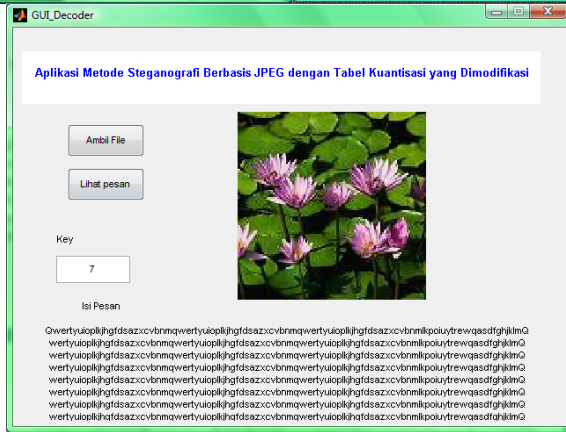 GUI_Decoder
Aplikasi Metode Steganografi Berbasis JPEG dengan Tabel Kuantisasi yang Dimodifikasi
Ambil File
Lihat pesan
Key
7
Isi Pesan
QwertyuioplkjhgfdsazxcvbnmqwertyuioplkjhgfdsazxcvbnmqwertyuioplkjhgfdsazxcvbnmlkpoiuytrewqasdfghjklmQ
wertyuioplkjhgfdsazxcvbnmqwertyuioplkjhgfdsazxcvbnmqwertyuioplkjhgfdsazxcvbnmlkpoiuytrewqasdfghjklmQ
wertyuioplkjhgfdsazxcvbnmqwertyuioplkjhgfdsazxcvbnmqwertyuioplkjhgfdsazxcvbnmlkpoiuytrewqasdfghjklmQ
wertyuioplkjhgfdsazxcvbnmqwertyuioplkjhgfdsazxcvbnmqwertyuioplkjhgfdsazxcvbnmlkpoiuytrewqasdfghjklmQ
wertyuioplkjhgfdsazxcvbnmqwertyuioplkjhgfdsazxcvbnmqwertyuioplkjhgfdsazxcvbnmlkpoiuytrewqasdfghjklmQ
wertyuioplkjhgfdsazxcvbnmqwertyuioplkjhgfdsazxcvbnmqwertyuioplkjhgfdsazxcvbnmlkpoiuytrewqasdfghjklmQ
wertyuioplkjhgfdsazxcvbnmqwertyuioplkjhgfdsazxcvbnmqwertyuioplkjhgfdsazxcvbnmlkpoiuytrewqasdfghjklmQ
wertyuioplkjhgfdsazxcvbnmqwertyuioplkjhgfdsazxcvbnmqwertyuioplkjhgfdsazxcvbnmlkpoiuytrewqasdfghjklmQ